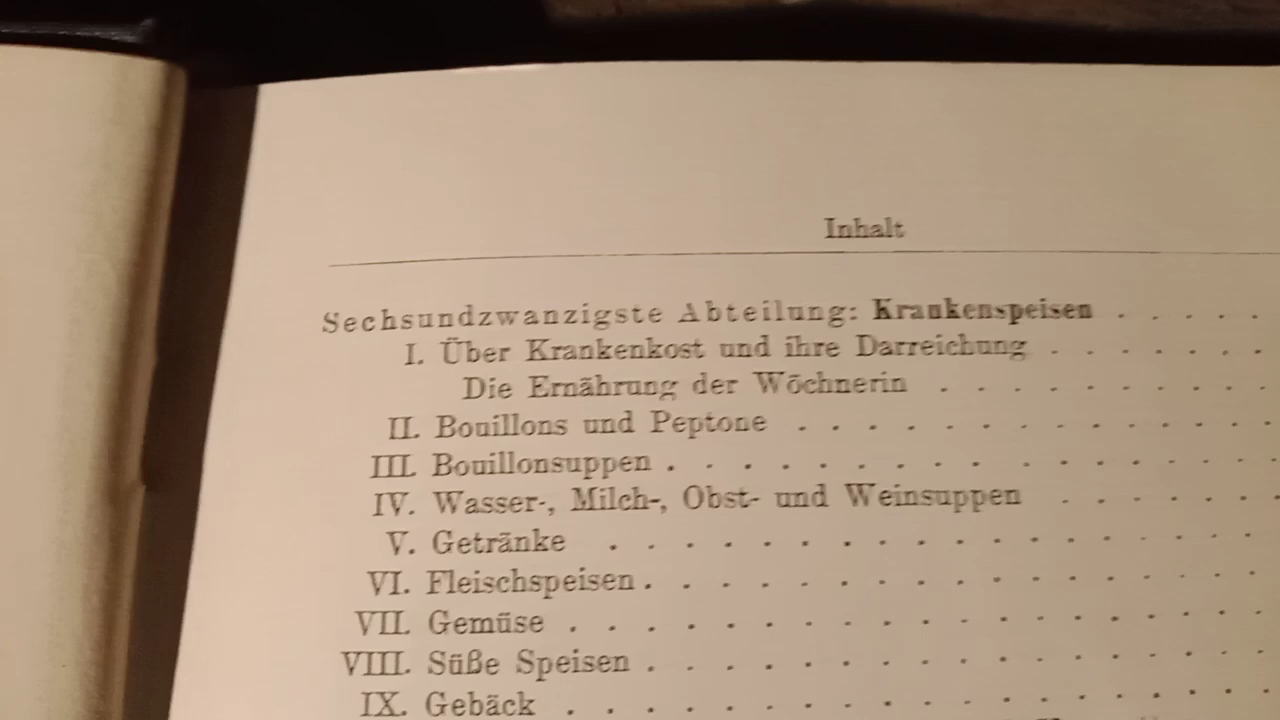 Inhalt
Sechsundzwanzigste Abteilung: Krankenspeisen . . . .
I. Über Krankenkost und ihre Darreichung . . . . . .
Die Ernährung der Wöchnerin . . . . . . . . .
II. Bouillons und Peptone . . . . . . . . . . . . .
III. Bouillonsuppen . . . . . . . . . . . . . . . .
IV. Wasser-, Milch-, Obst- und Weinsuppen . . . . . .
V. Getränke . . . . . . . . . . . . . . . . .
VI. Fleischspeisen . . . . . . . . . . . . . . . .
VII. Gemüse . . . . . . . . . . . . . . . . . .
VIII. Süße Speisen . . . . . . . . . . . . . . . .
IX. Gebäck . . . . . . . . . . . . . . . . . .